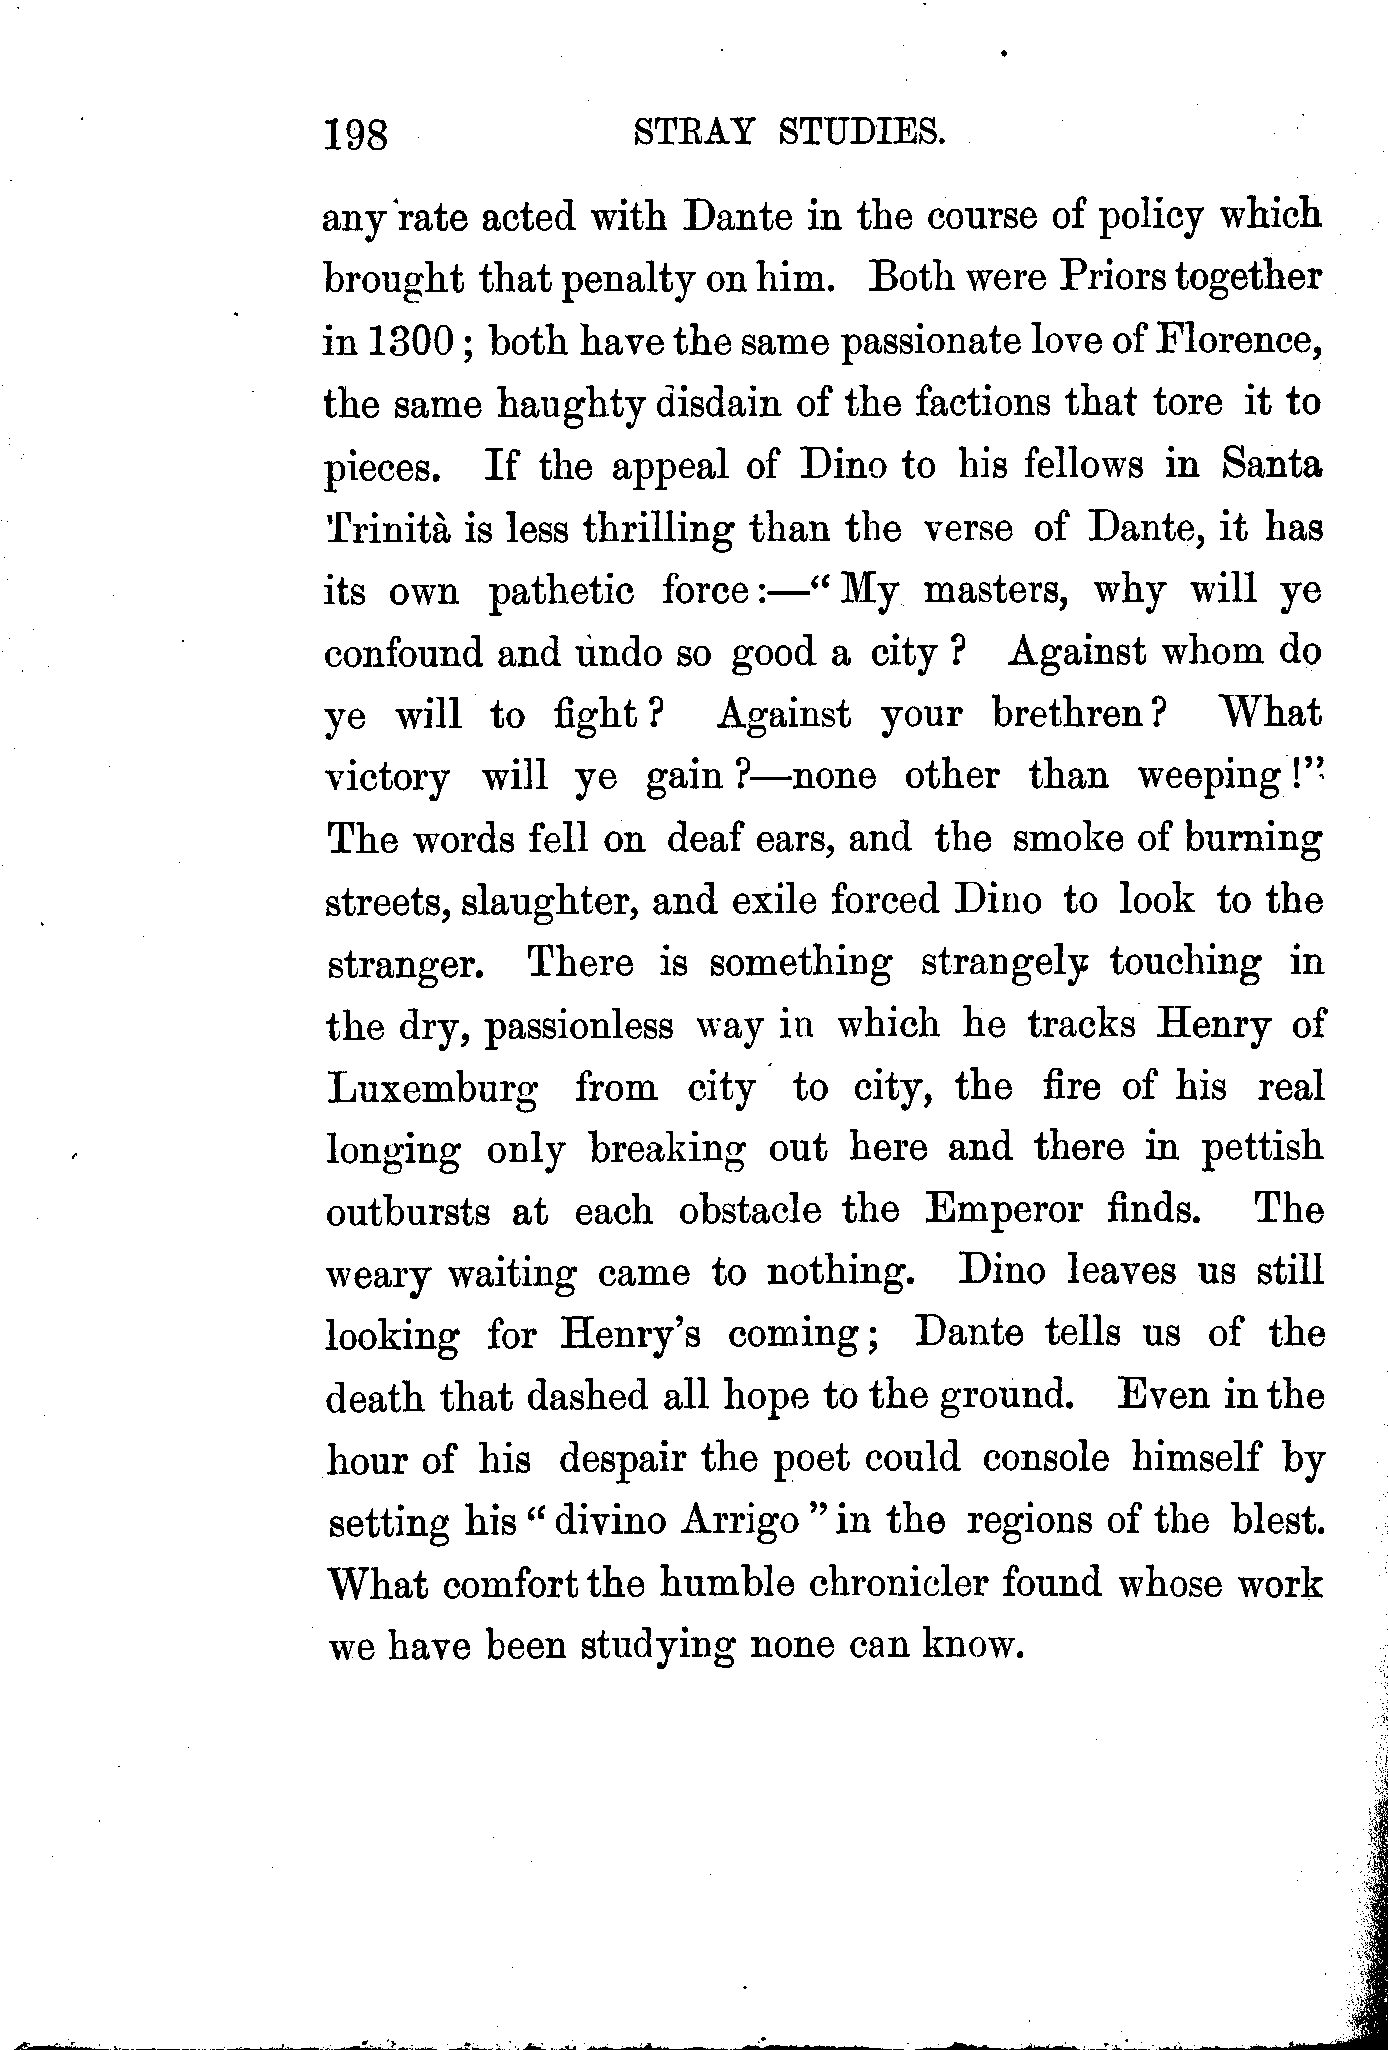 198 STRAY STUDIES.
any rate acted with Dante in the course of policy which
brought that penalty on him. Both were Priors together
in 1300; both have the same passionate love of Florence,
the same haughty disdain of the factions that tore it to
pieces. If the appeal of Dino to his fellows in Santa
Trinità is less thrilling than the verse of Dante, it has
its own pathetic force:—“My masters, why will ye
confound and undo so good a city? Against whom do
ye will to fight? Against your brethren? What
victory will ye gain?—none other than weeping!”
The words fell on deaf ears, and the smoke of burning
streets, slaughter, and exile forced Dino to look to the
stranger. There is something strangely touching in
the dry, passionless way in which he tracks Henry of
Luxemburg from city to city, the fire of his real
longing only breaking out here and there in pettish
outbursts at each obstacle the Emperor finds. The
weary waiting came to nothing. Dino leaves us still
looking for Henry’s coming; Dante tells us of the
death that dashed all hope to the ground. Even in the
hour of his despair the poet could console himself by
setting his “divino Arrigo” in the regions of the blest.
What comfort the humble chronicler found whose work
we have been studying none can know.